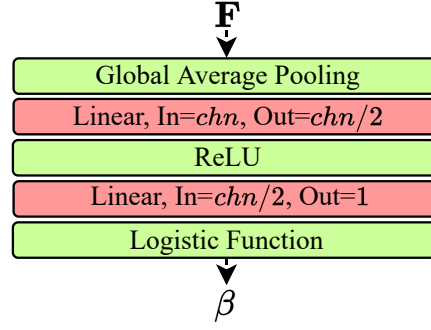 F
Global Average Pooling
Linear, In=chn, Out=chn/2
ReLU
Linear, In=chn/2, Out=1
Logistic Function
β